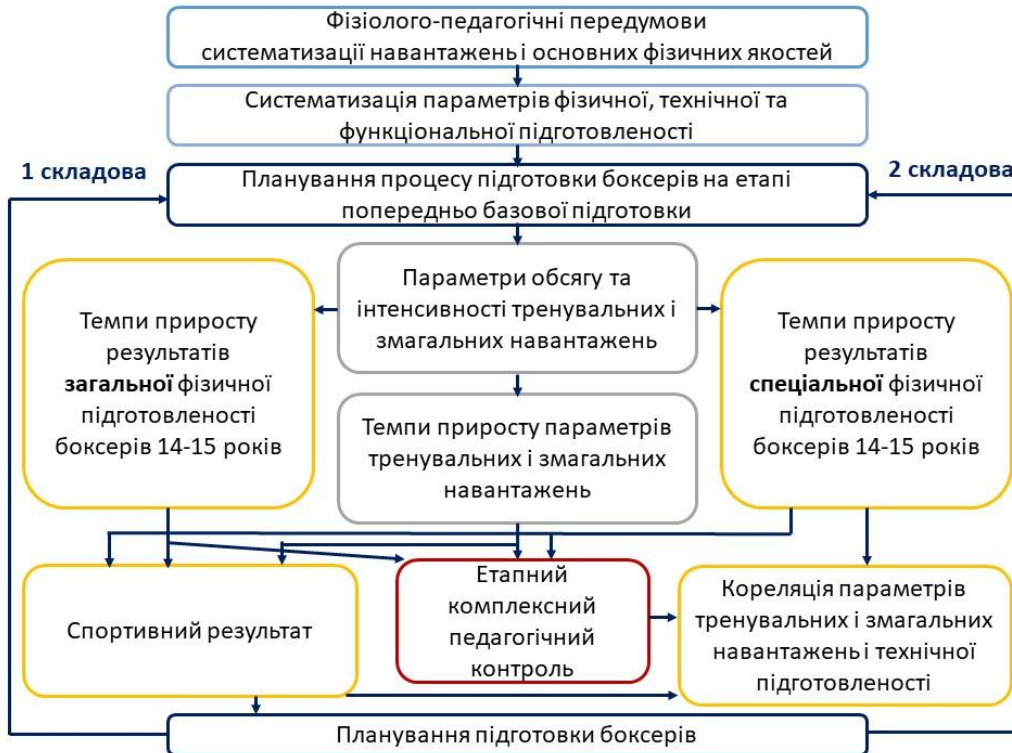 Фізіолого-педагогічні передумови
систематизації навантажень і основних фізичних якостей
Систематизація параметрів фізичної, технічної та
функціональної підготовленості
1 складова
2 складова
Планування процесу підготовки боксерів на етапі
попередньо базової підготовки
Темпи приросту
результатів
загальної фізичної
підготовленості
боксерів 14-15 років
Параметри обсягу та
інтенсивності тренувальних і
змагальних навантажень
Темпи приросту
результатів
спеціальної фізичної
підготовленості
боксерів 14-15 років
Темпи приросту параметрів
тренувальних і змагальних
навантажень
Спортивний результат
Етапний
комплексний
педагогічний
контроль
Кореляція параметрів
тренувальних і змагальних
навантажень і технічної
підготовленості
Планування підготовки боксерів